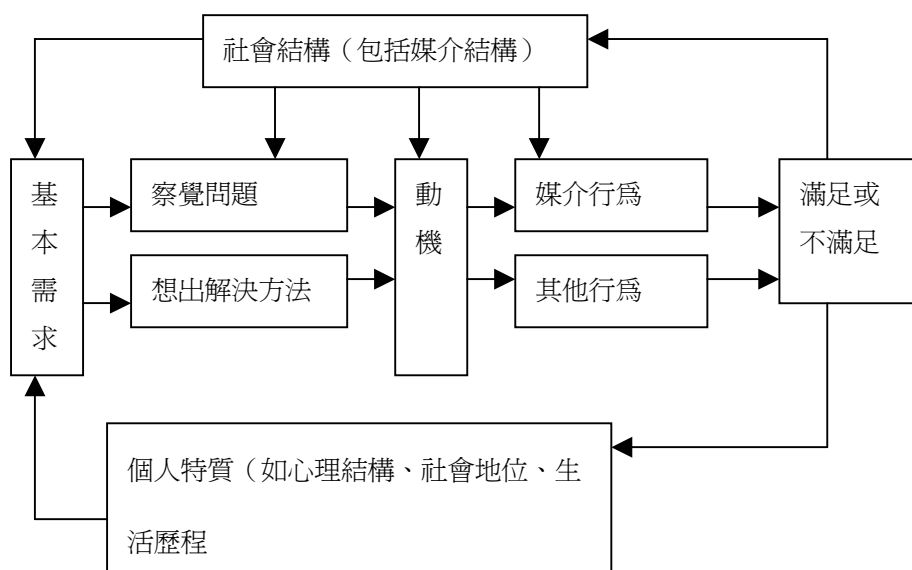 社會結構（包括媒介結構）
基
本
需
求
察覺問題
想出解決方法
動
機
媒介行為
其他行為
滿足或
不滿足
個人特質（如心理結構、社會地位、生
活歷程